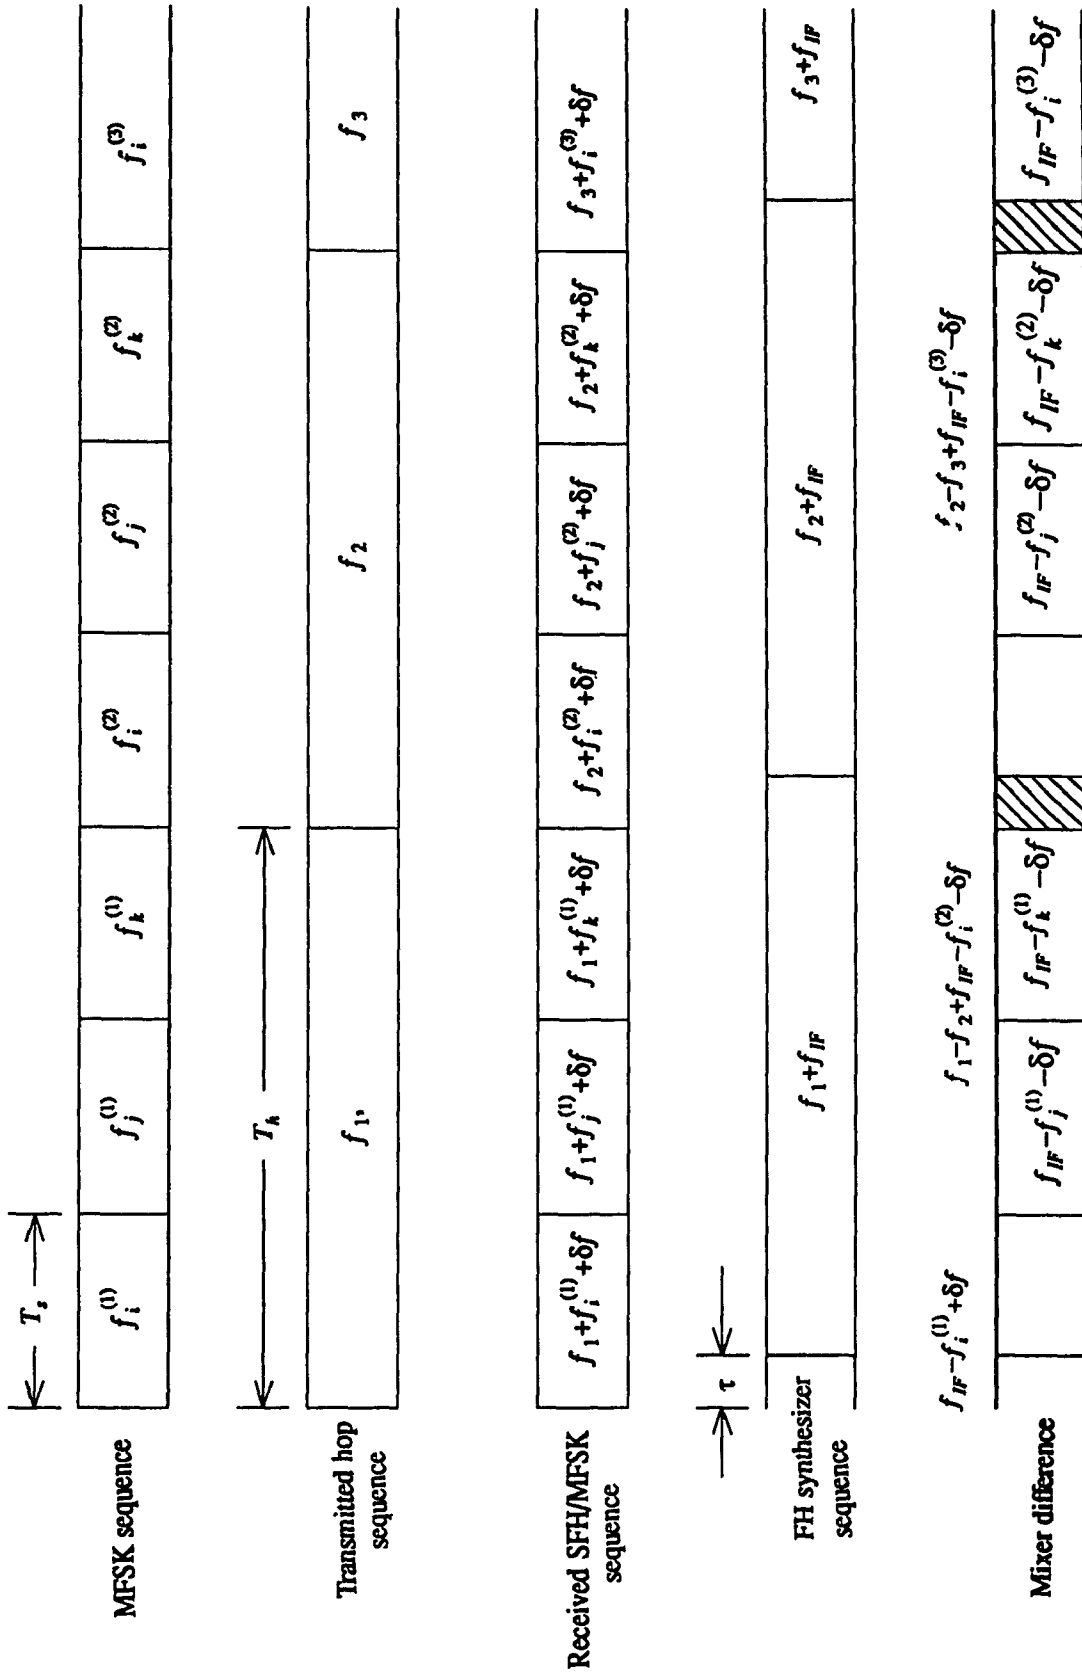 T_s
MFSK sequence
f_i^(1)
f_j^(1)
f_k^(1)
f_i^(2)
f_j^(2)
f_k^(2)
f_i^(3)
T_h
Transmitted hop
sequence
f_1,
f_2
f_3
Received SFH/MFSK
sequence
f_1+f_i^(1)+δf
f_1+f_j^(1)+δf
f_1+f_k^(1)+δf
f_2+f_i^(2)+δf
f_2+f_j^(2)+δf
f_2+f_k^(2)+δf
f_3+f_i^(3)+δf
τ
FH synthesizer
sequence
f_1+f_IF
f_2+f_IF
f_3+f_IF
f_IF−f_i^(1)+δf
f_1−f_2+f_IF−f_i^(2)−δf
f_2−f_3+f_IF−f_i^(3)−δf
Mixer difference
f_IF−f_j^(1)−δf
f_IF−f_k^(1)−δf
f_IF−f_j^(2)−δf
f_IF−f_k^(2)−δf
f_IF−f_i^(3)−δf